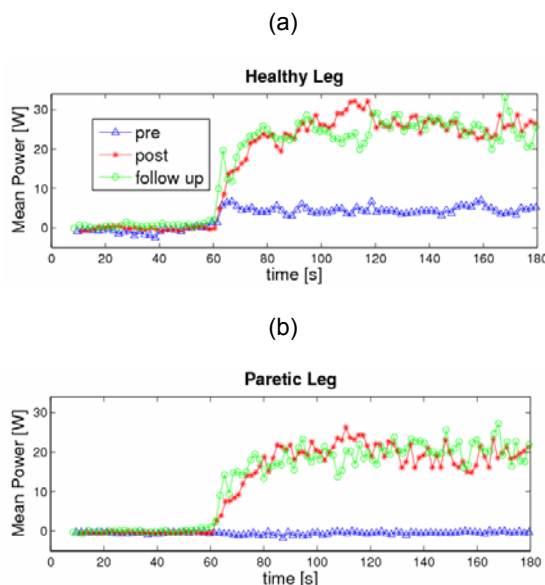 (a)
Healthy Leg
Mean Power [W]
30
20
10
0
pre
post
follow up
0 20 40 60 80 100 120 140 160 180
time [s]
(b)
Paretic Leg
Mean Power [W]
30
20
10
0
0 20 40 60 80 100 120 140 160 180
time [s]